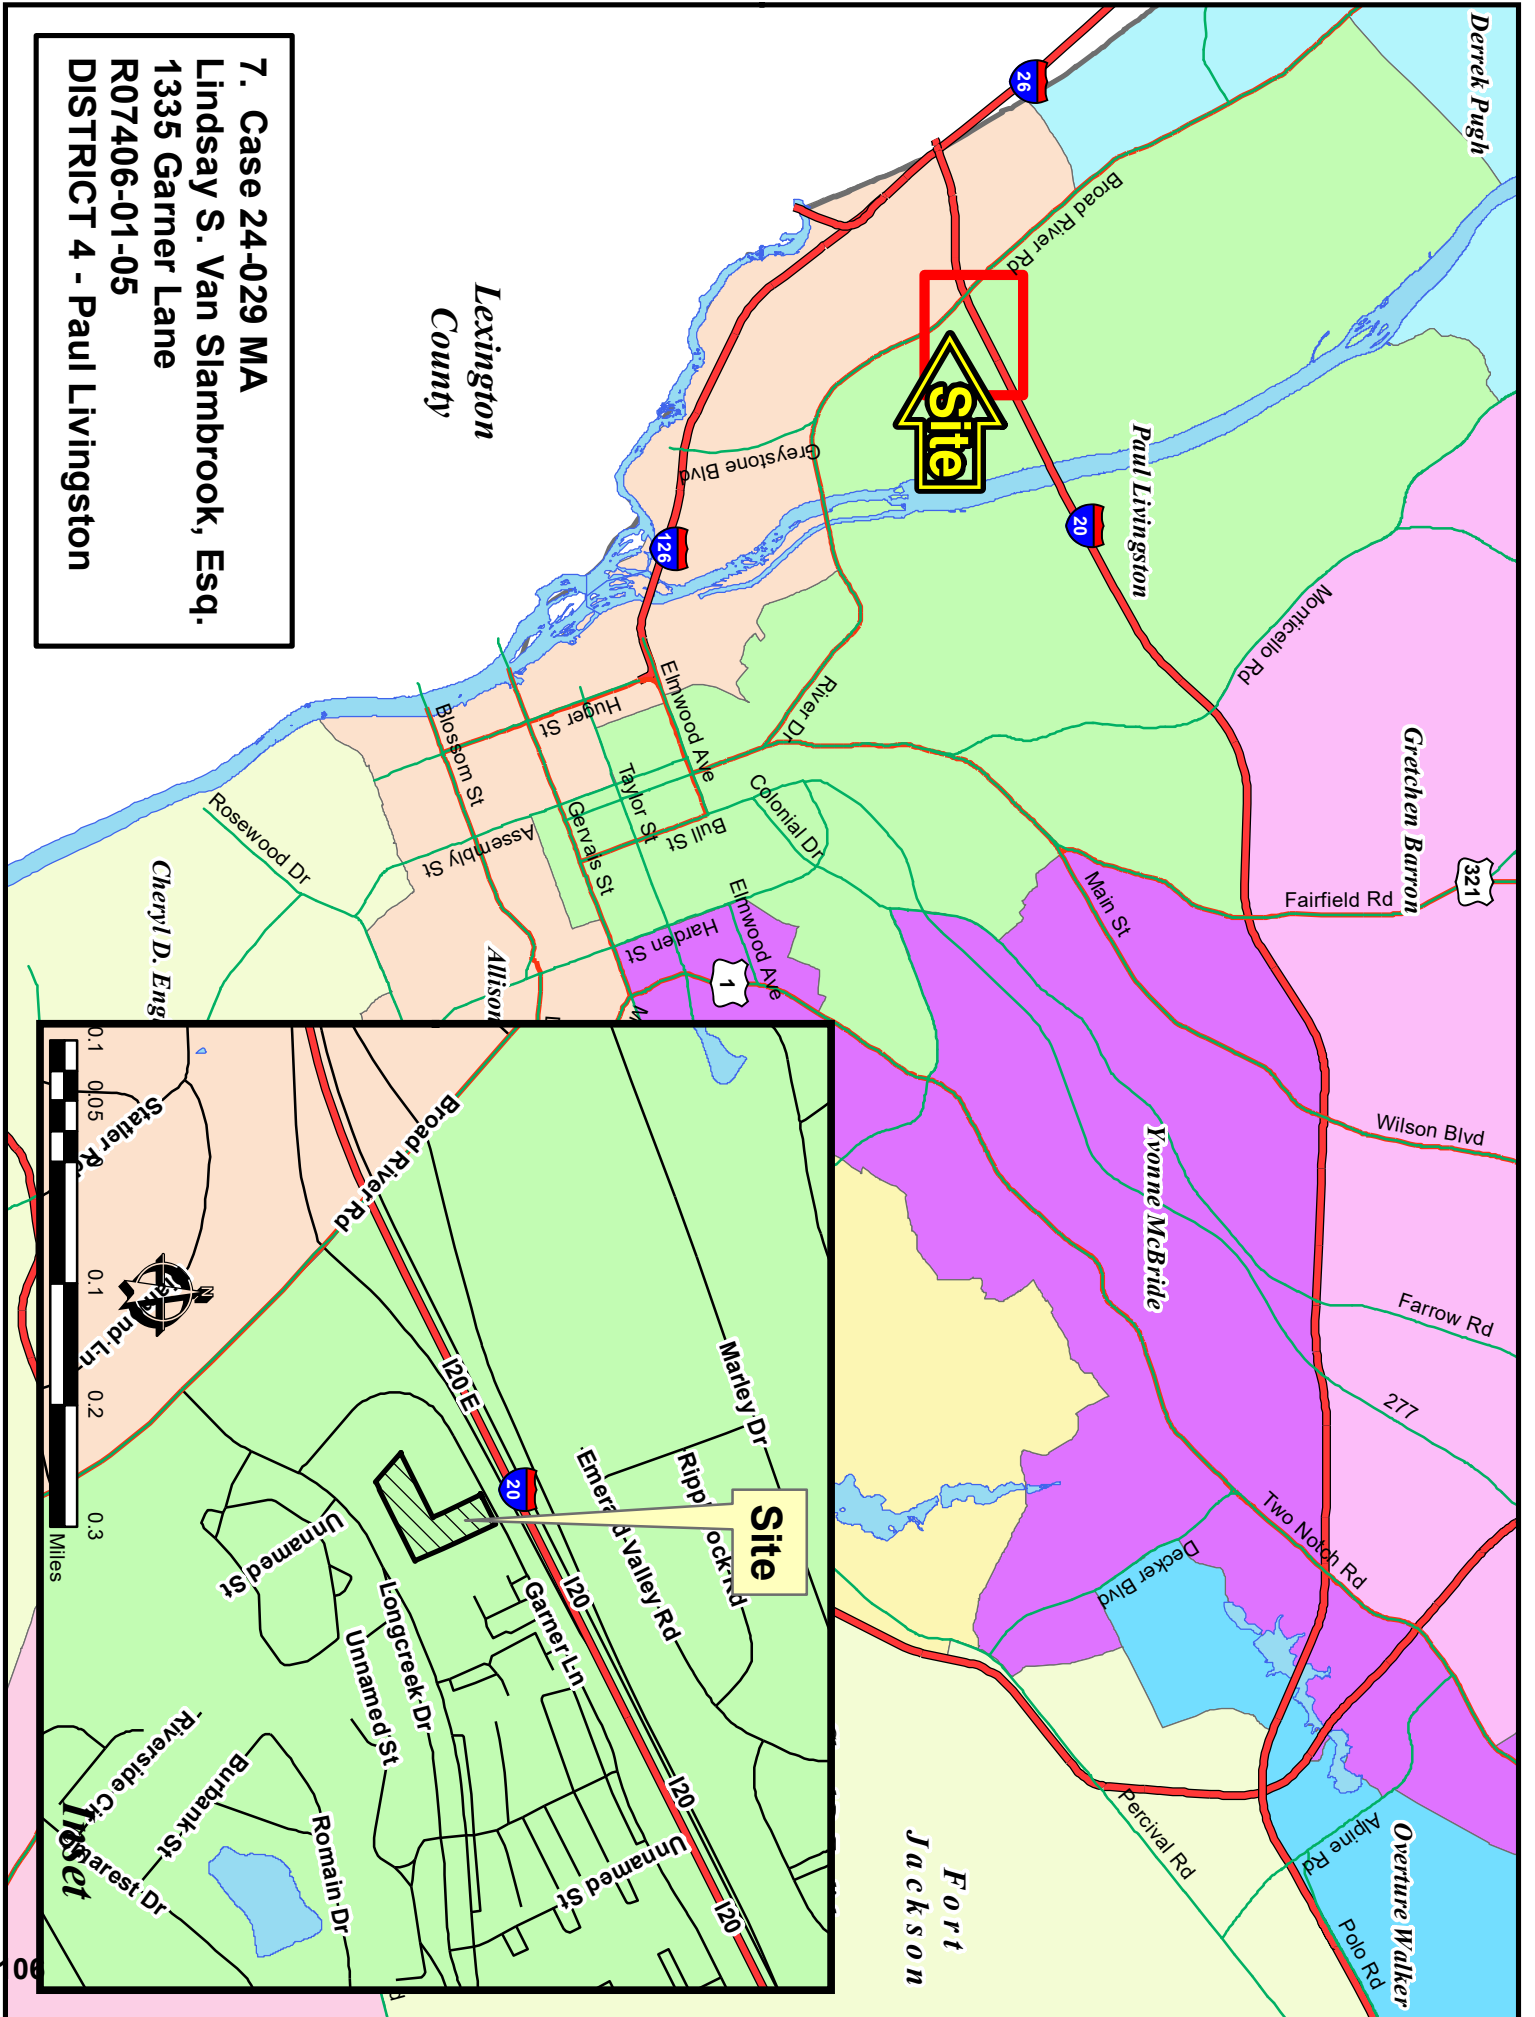 Derrek Pugh
Paul Livingston
Gretchen Barron
Yvonne McBride
Overture Walker
Fort
Jackson
Lexington
County
Cheryl D. Eng
Allison
26
20
126
321
1
277
Broad River Rd
Greystone Blvd
Monticello Rd
River Dr
Elmwood Ave
Huger St
Taylor St
Gervais St
Blossom St
Assembly St
Bull St
Colonial Dr
Rosewood Dr
Harden St
Elmwood Ave
Main St
Fairfield Rd
Wilson Blvd
Farrow Rd
Two Notch Rd
Decker Blvd
Percival Rd
Alpine Rd
Polo Rd
Site
7. Case 24-029 MA
Lindsay S. Van Slambrook, Esq.
1335 Garner Lane
R07406-01-05
DISTRICT 4 - Paul Livingston
Site
Marley Dr
Emerald Valley Rd
Broad River
Rd
I20 E
20
I20
Garner Ln
I20
I20
Longcreek Dr
Unnamed St
Unnamed St
Unnamed St
Romain Dr
Burbank St
Statler
N
0.1 0.05 0 0.1 0.2 0.3
Miles
Inset